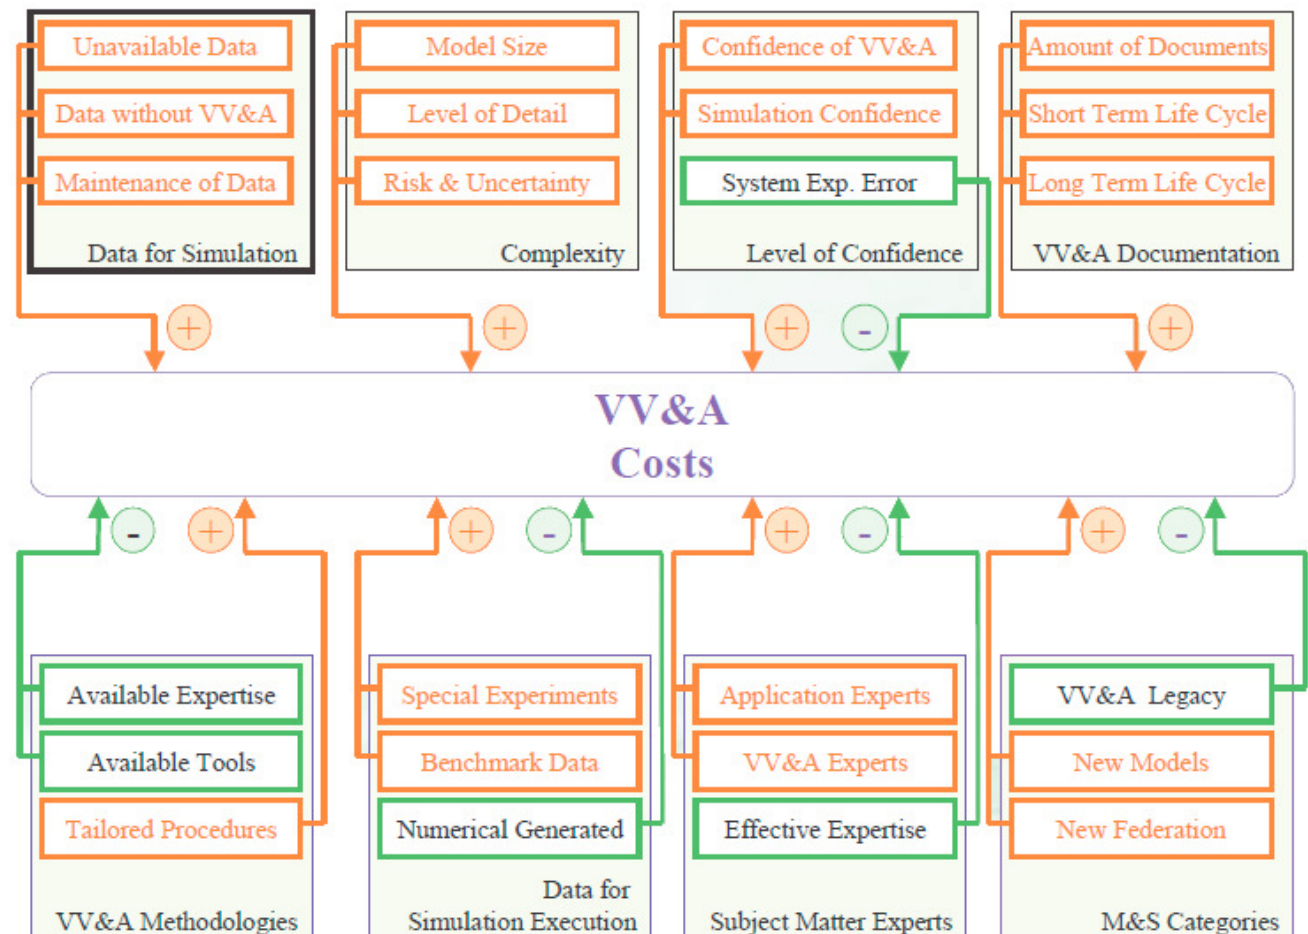 Unavailable Data
Data without VV&A
Maintenance of Data
Data for Simulation
Model Size
Level of Detail
Risk & Uncertainty
Complexity
Confidence of VV&A
Simulation Confidence
System Exp. Error
Level of Confidence
Amount of Documents
Short Term Life Cycle
Long Term Life Cycle
VV&A Documentation
+
+
+
-
+
VV&A
Costs
-
+
+
-
+
-
+
-
Available Expertise
Available Tools
Tailored Procedures
VV&A Methodologies
Special Experiments
Benchmark Data
Numerical Generated
Data for
Simulation Execution
Application Experts
VV&A Experts
Effective Expertise
Subject Matter Experts
VV&A Legacy
New Models
New Federation
M&S Categories